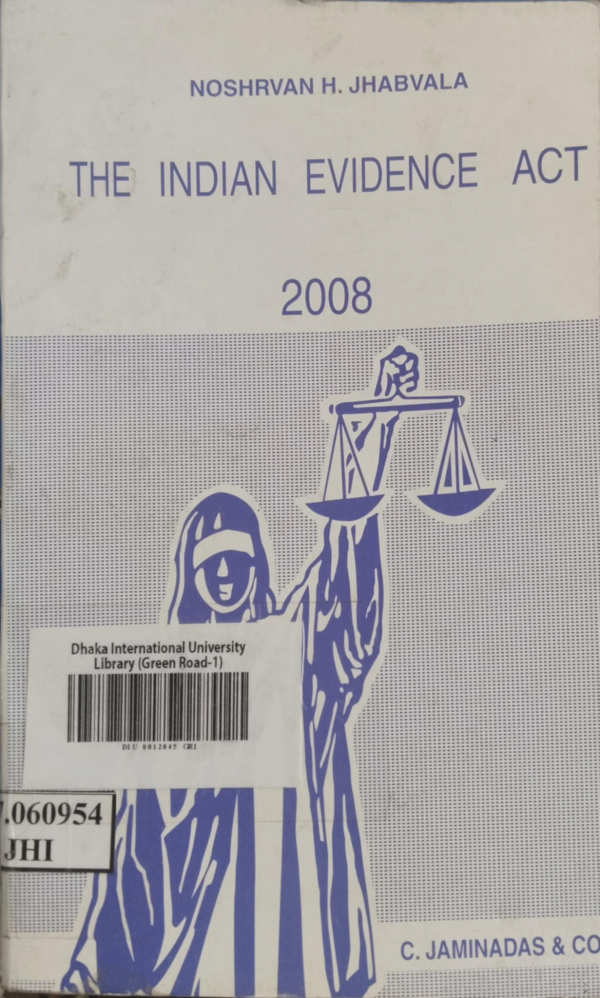 NOSHRVAN H. JHABVALA
THE INDIAN EVIDENCE ACT
2008
Dhaka International University
Library (Green Road-1)
DIU 0012045 GR1
7.060954
JHI
C. JAMINADAS & CO